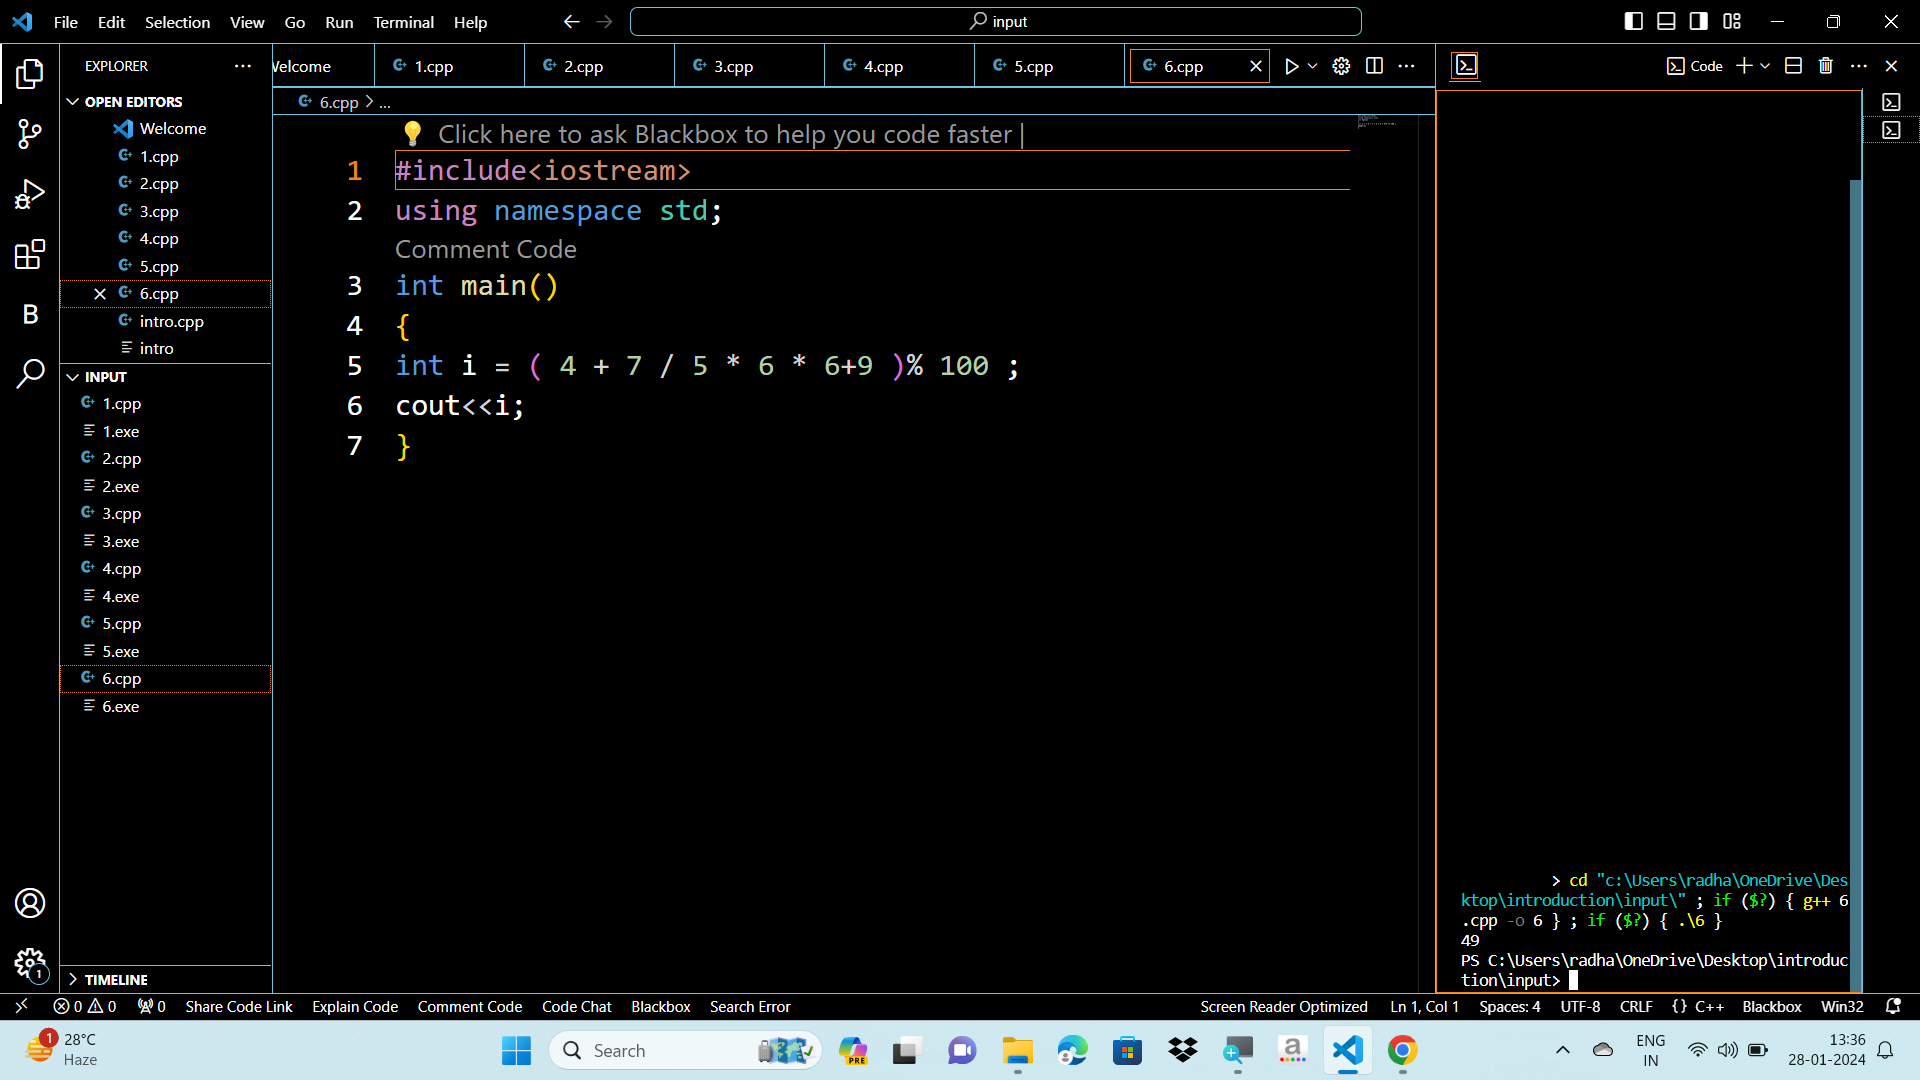 File Edit Selection View Go Run Terminal Help
input
EXPLORER
OPEN EDITORS
Welcome
1.cpp
2.cpp
3.cpp
4.cpp
5.cpp
6.cpp
intro.cpp
intro
INPUT
1.cpp
1.exe
2.cpp
2.exe
3.cpp
3.exe
4.cpp
4.exe
5.cpp
5.exe
6.cpp
6.exe
TIMELINE
B
1
Welcome 1.cpp 2.cpp 3.cpp 4.cpp 5.cpp 6.cpp
6.cpp > ...
Click here to ask Blackbox to help you code faster |
1 #include<iostream>
2 using namespace std;
Comment Code
3 int main()
4 {
5 int i = ( 4 + 7 / 5 * 6 * 6+9 )% 100 ;
6 cout<<i;
7 }
Code
> cd "c:\Users\radha\OneDrive\Des
ktop\introduction\input\" ; if ($?) { g++ 6
.cpp -o 6 } ; if ($?) { .\6 }
49
PS C:\Users\radha\OneDrive\Desktop\introduc
tion\input>
0 0 0 Share Code Link Explain Code Comment Code Code Chat Blackbox Search Error Screen Reader Optimized Ln 1, Col 1 Spaces: 4 UTF-8 CRLF {} C++ Blackbox Win32
1 28°C
Haze
Search
PRE
a
ENG
IN
13:36
28-01-2024